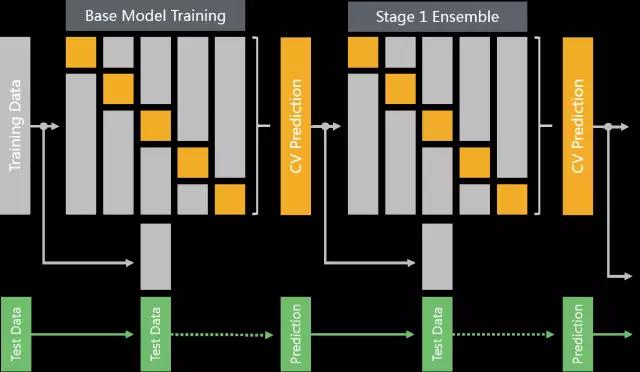 Base Model Training
Stage 1 Ensemble
Training Data
CV Prediction
CV Prediction
Test Data
Test Data
Prediction
Test Data
Prediction